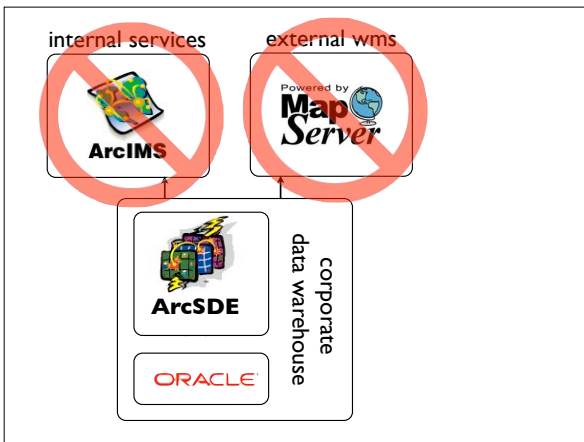 internal services
external wms
ArcIMS
Powered by
Map
Server
ArcSDE
corporate
data warehouse
ORACLE